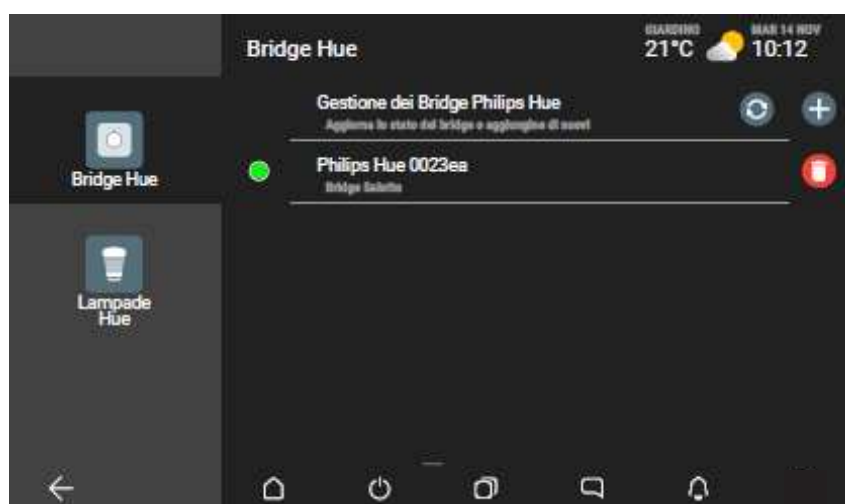 Bridge Hue
GIARDINO
21°C
MAR 14 NOV
10:12
Gestione dei Bridge Philips Hue
Aggiorna lo stato dei bridge o aggiungine di nuovi
Philips Hue 0023ea
Bridge Salotto
Bridge Hue
Lampade
Hue